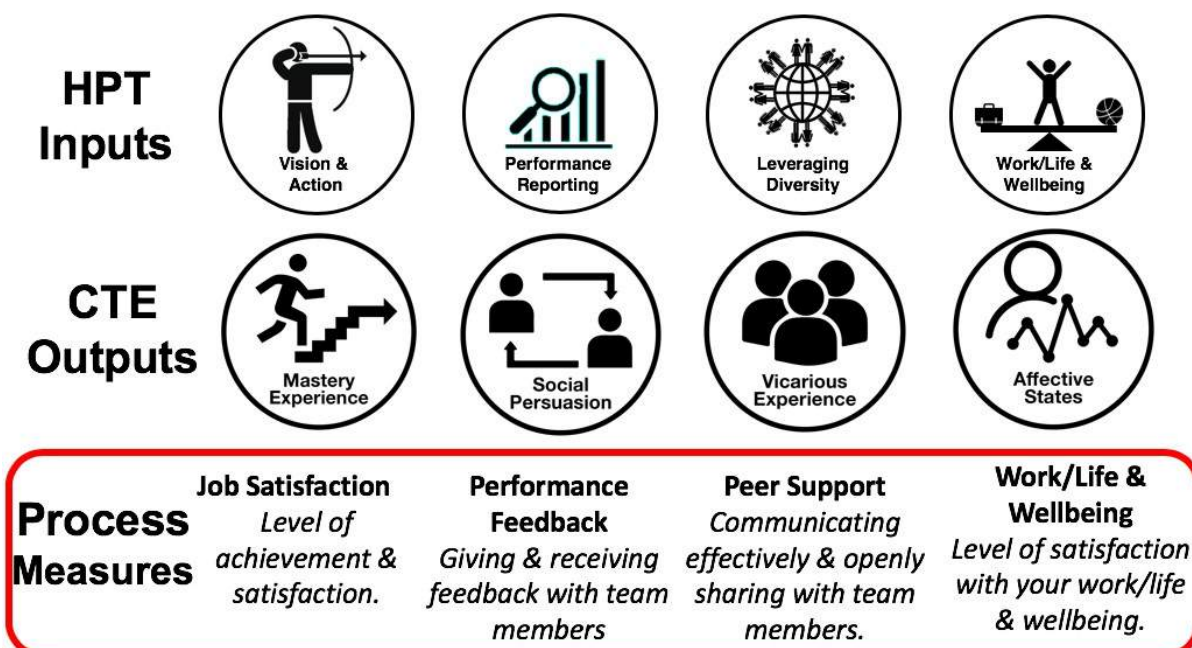 HPT
Inputs
Vision &
Action
Performance
Reporting
Leveraging
Diversity
Work/Life &
Wellbeing
CTE
Outputs
Mastery
Experience
Social
Persuasion
Vicarious
Experience
Affective
States
Process
Measures
Job Satisfaction
Level of
achievement &
satisfaction.
Performance
Feedback
Giving & receiving
feedback with team
members
Peer Support
Communicating
effectively & openly
sharing with team
members.
Work/Life &
Wellbeing
Level of satisfaction
with your work/life
& wellbeing.